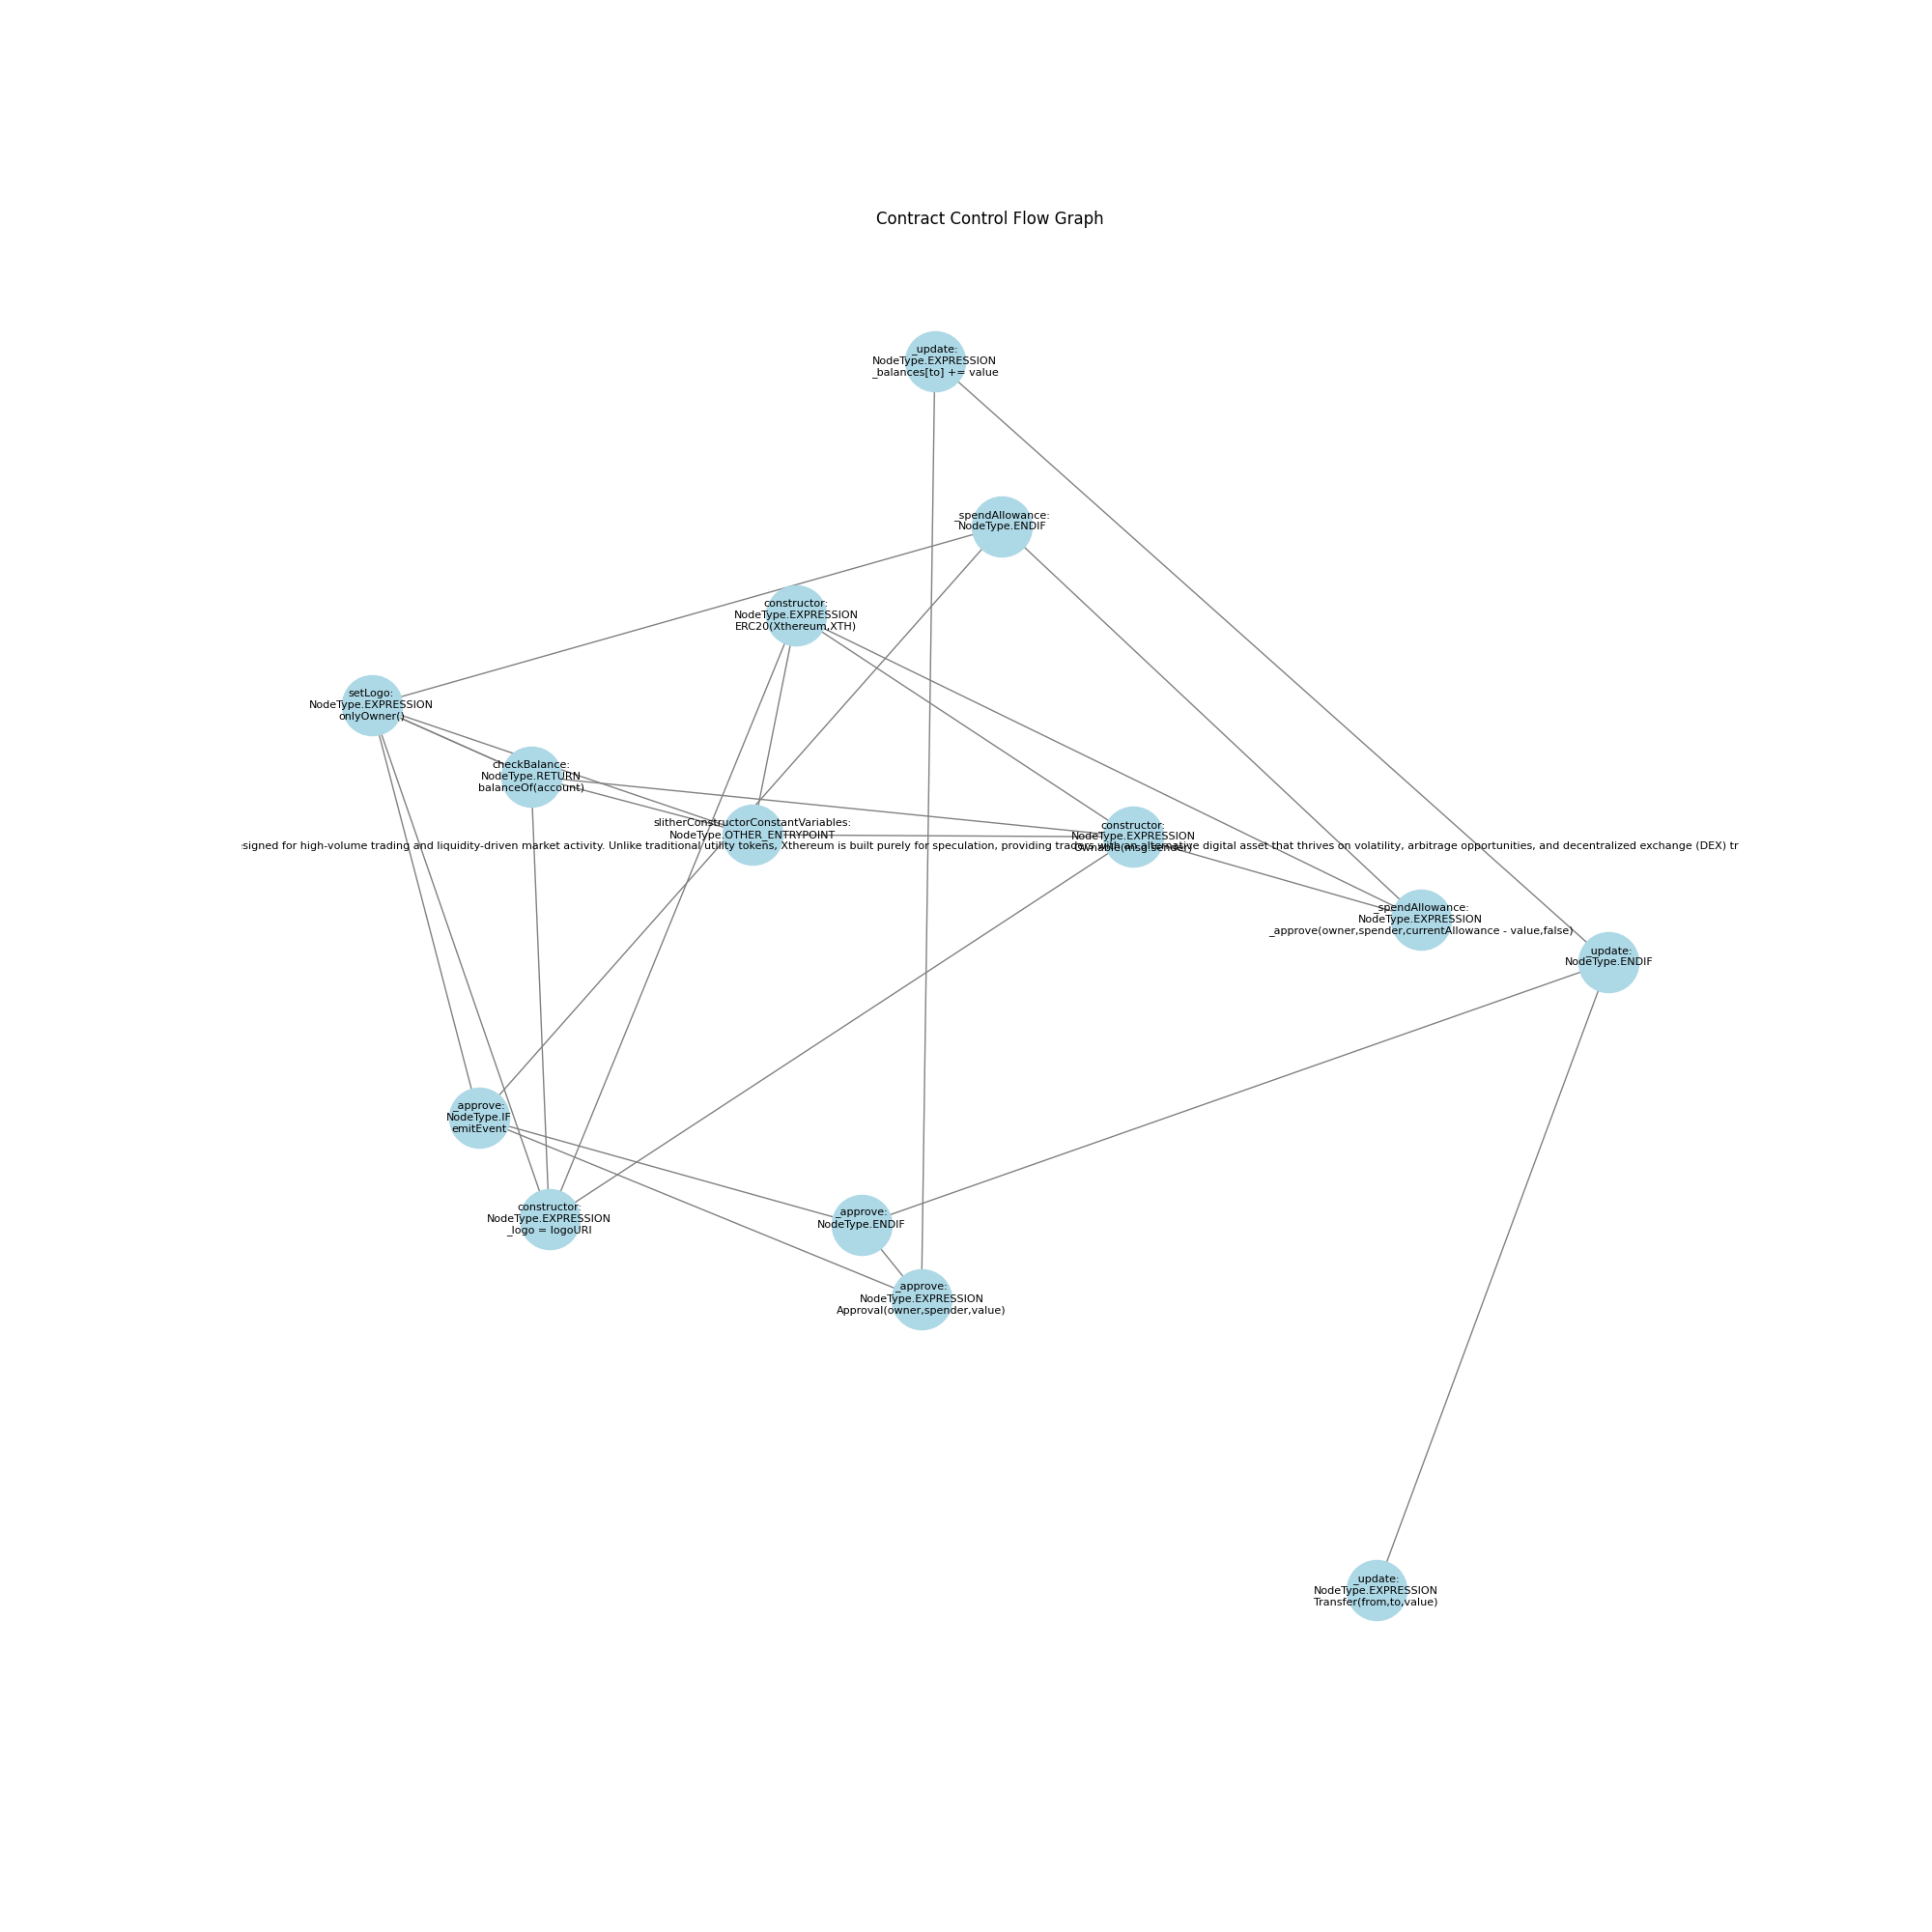 Contract Control Flow Graph
_update:
NodeType.EXPRESSION
_balances[to] += value
_spendAllowance:
NodeType.ENDIF
constructor:
NodeType.EXPRESSION
ERC20(Xthereum,XTH)
setLogo:
NodeType.EXPRESSION
onlyOwner()
checkBalance:
NodeType.RETURN
balanceOf(account)
slitherConstructorConstantVariables:
NodeType.OTHER_ENTRYPOINT
signed for high-volume trading and liquidity-driven market activity. Unlike traditional utility tokens, Xthereum is built purely for speculation, providing traders with an alternative digital asset that thrives on volatility, arbitrage opportunities, and decentralized exchange (DEX) tr
constructor:
NodeType.EXPRESSION
Ownable(msg.sender)
_spendAllowance:
NodeType.EXPRESSION
_approve(owner,spender,currentAllowance - value,false)
_update:
NodeType.ENDIF
_approve:
NodeType.IF
emitEvent
constructor:
NodeType.EXPRESSION
_logo = logoURI
_approve:
NodeType.ENDIF
_approve:
NodeType.EXPRESSION
Approval(owner,spender,value)
_update:
NodeType.EXPRESSION
Transfer(from,to,value)